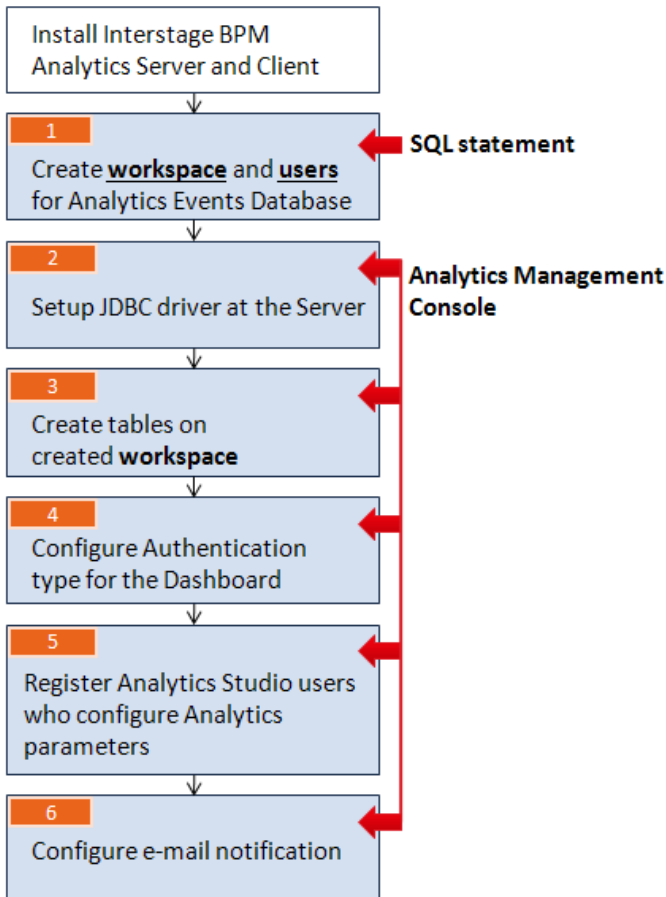 Install Interstage BPM
Analytics Server and Client
1
Create workspace and users
for Analytics Events Database
SQL statement
2
Setup JDBC driver at the Server
Analytics Management
Console
3
Create tables on
created workspace
4
Configure Authentication
type for the Dashboard
5
Register Analytics Studio users
who configure Analytics
parameters
6
Configure e-mail notification